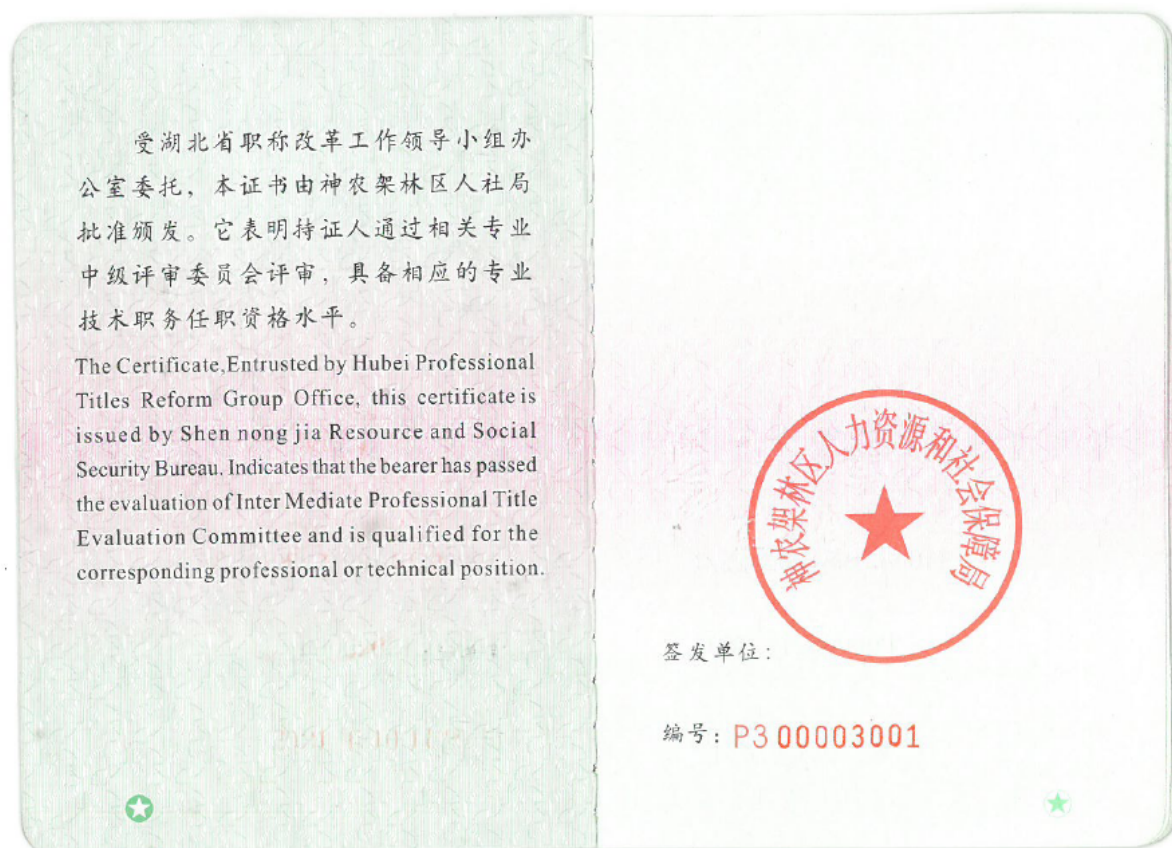 受湖北省职称改革工作领导小组办
公室委托，本证书由神农架林区人社局
批准颁发。它表明持证人通过相关专业
中级评审委员会评审，具备相应的专业
技术职务任职资格水平。
The Certificate,Entrusted by Hubei Professional
Titles Reform Group Office, this certificate is
issued by Shen nong jia Resource and Social
Security Bureau. Indicates that the bearer has passed
the evaluation of Inter Mediate Professional Title
Evaluation Committee and is qualified for the
corresponding professional or technical position.
神农架林区人力资源和社会保障局
签发单位：
编号：P3 00003001